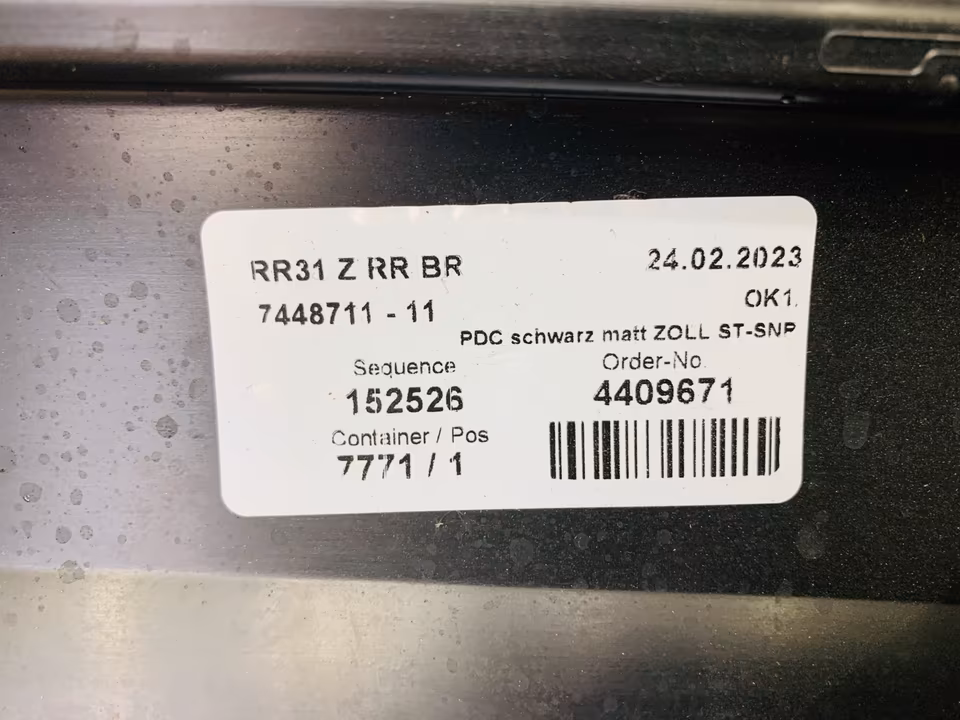 RR31 Z RR BR
24.02.2023
7448711 - 11
OK1.
PDC schwarz matt ZOLL ST-SNP
Sequence
Order-No.
152526
4409671
Container / Pos
7771 / 1